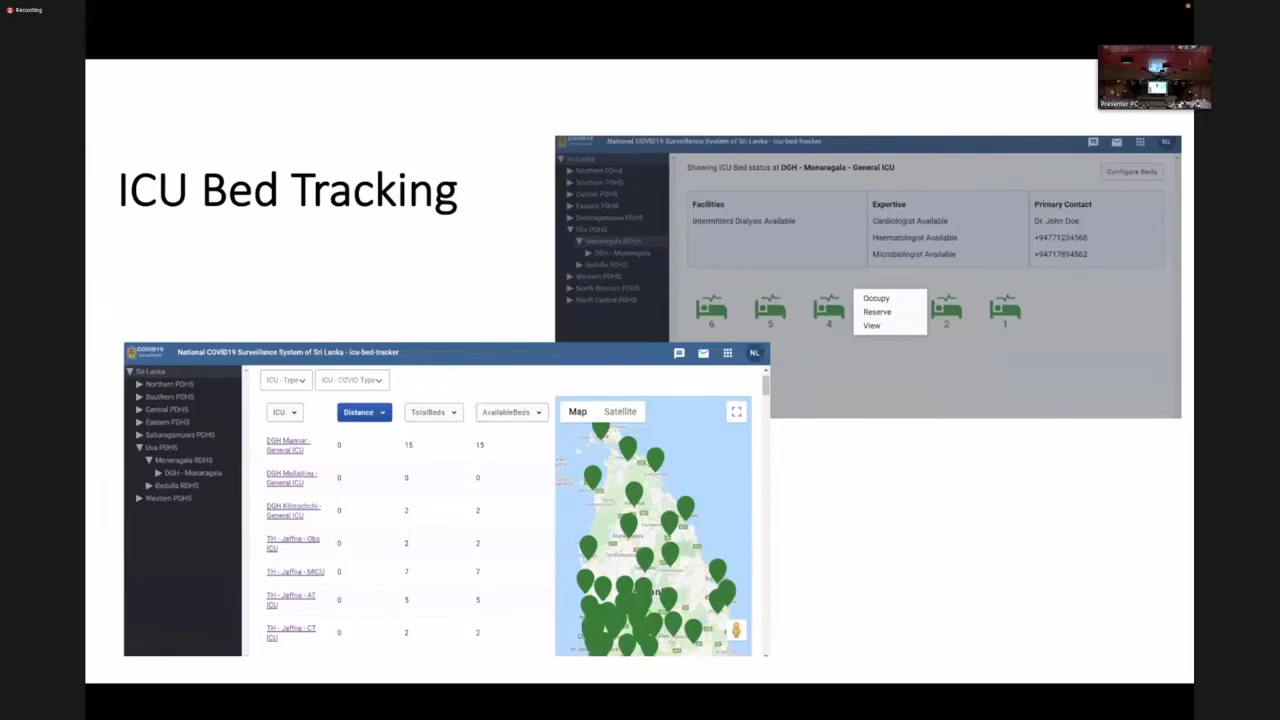 Recording
Presenter PC
ICU Bed Tracking
National COVID19 Surveillance System of Sri Lanka - icu-bed-tracker
NL
Sri Lanka
Northern PDHS
Southern PDHS
Central PDHS
Eastern PDHS
Sabaragamuwa PDHS
Uva PDHS
Moneragala RDHS
DGH - Monaragala
Badulla RDHS
Western PDHS
North Western PDHS
North Central PDHS
Showing ICU Bed status at DGH - Monaragala - General ICU
Configure Beds
Facilities
Intermittent Dialysis Available
Expertise
Cardiologist Available
Haematologist Available
Microbiologist Available
Primary Contact
Dr. John Doe
+94771234568
+94717894562
6 5 4 2 1
Occupy
Reserve
View
COVID19
National COVID19 Surveillance System of Sri Lanka - icu-bed-tracker
NL
Sri Lanka
Northern PDHS
Southern PDHS
Central PDHS
Eastern PDHS
Sabaragamuwa PDHS
Uva PDHS
Moneragala RDHS
DGH - Monaragala
Badulla RDHS
Western PDHS
ICU - Type ICU - COVID Type
ICU Distance TotalBeds AvailableBeds
DGH Mannar - 0 15 15
General ICU
DGH Mullaitivu - 0 0 0
General ICU
DGH Kilinochchi - 0 2 2
General ICU
TH - Jaffna - Obs 0 2 2
ICU
TH - Jaffna - MICU 0 7 7
TH - Jaffna - AT 0 5 5
ICU
TH - Jaffna - CT 0 2 2
ICU
Map Satellite